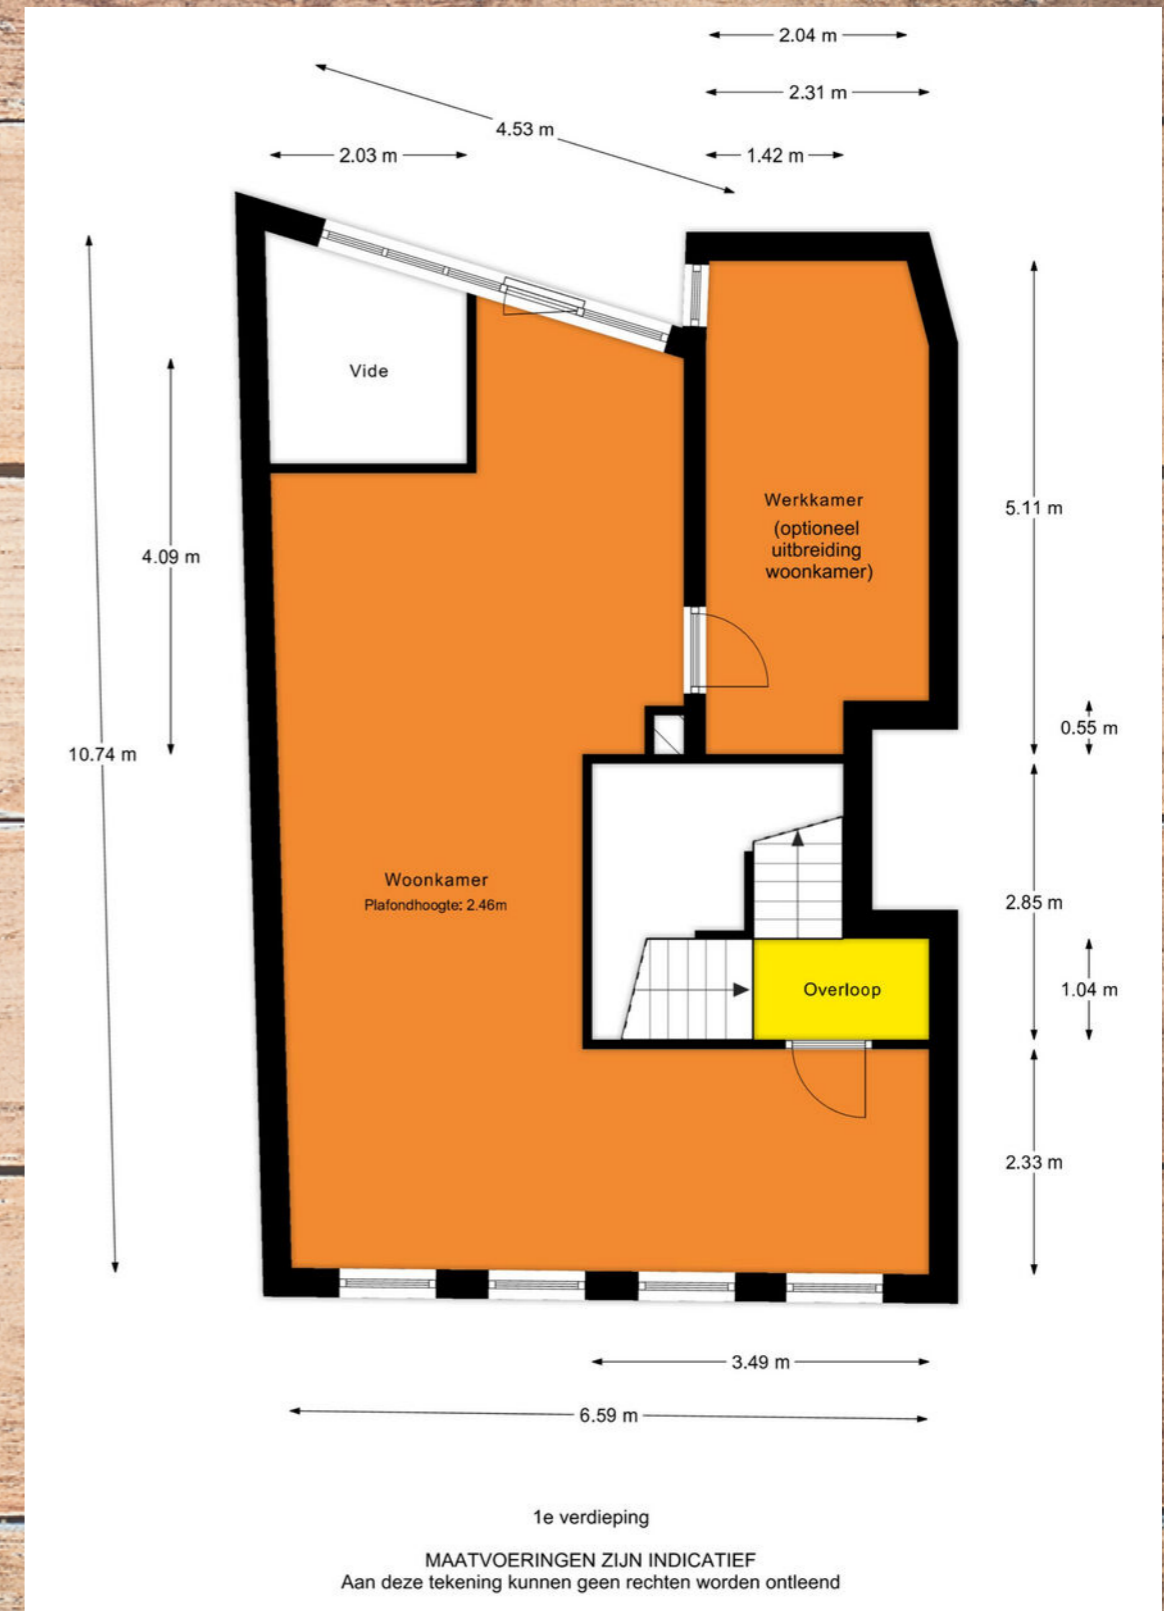 2.04 m
2.31 m
4.53 m
2.03 m
1.42 m
Vide
Werkkamer
(optioneel
uitbreiding
woonkamer)
5.11 m
4.09 m
0.55 m
10.74 m
Woonkamer
Plafondhoogte: 2.46m
2.85 m
Overloop
1.04 m
2.33 m
3.49 m
6.59 m
1e verdieping
MAATVOERINGEN ZIJN INDICATIEF
Aan deze tekening kunnen geen rechten worden ontleend